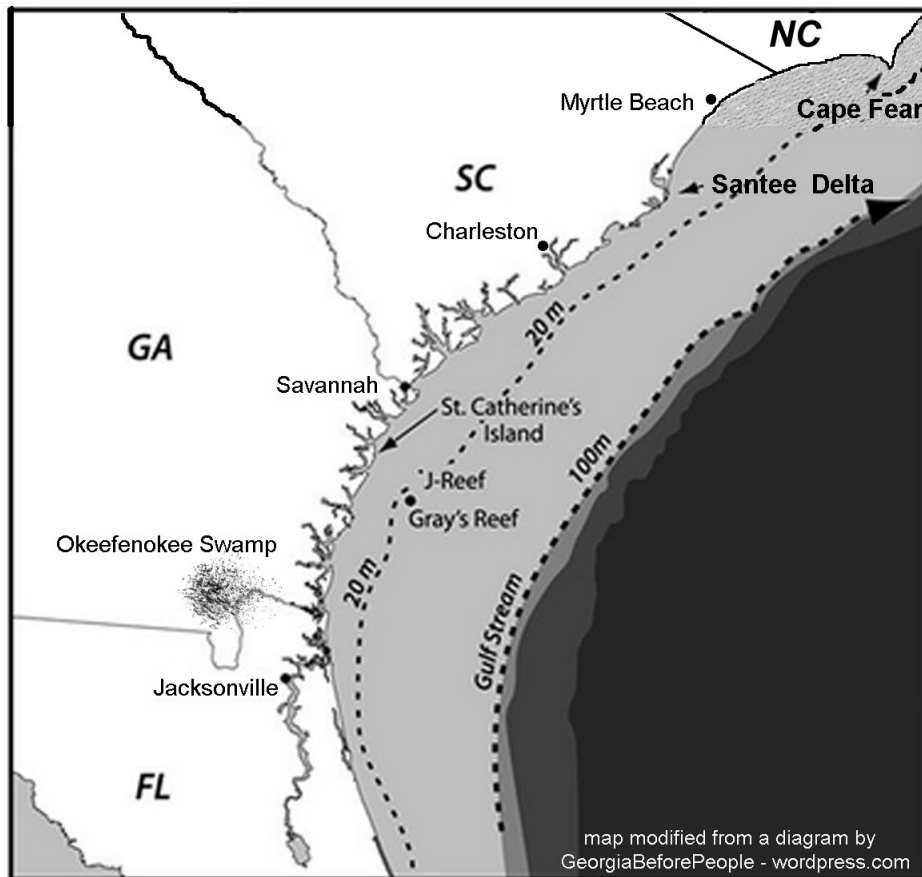 NC
Myrtle Beach
Cape Fear
SC
Santee Delta
Charleston
20 m
GA
Savannah
St. Catherine's
Island
100m
J-Reef
Gray's Reef
Okeefenokee Swamp
20 m
Gulf Stream
Jacksonville
FL
map modified from a diagram by
GeorgiaBeforePeople - wordpress.com